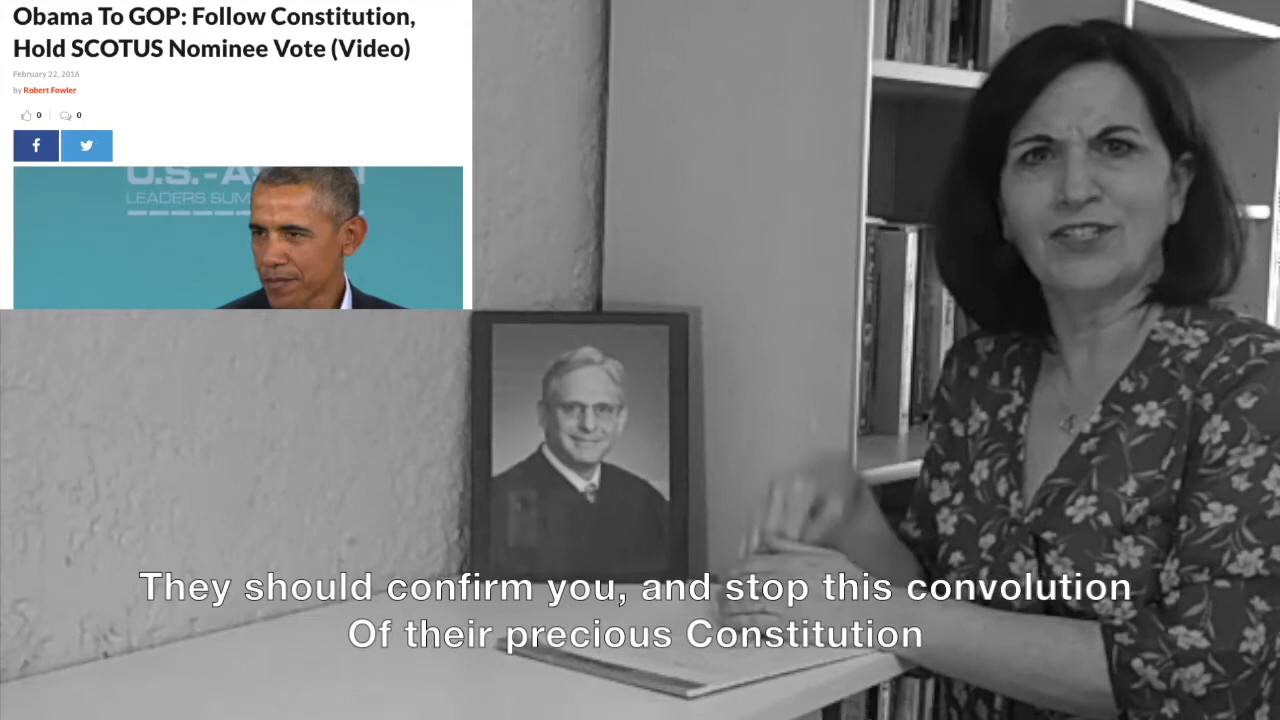 Obama To GOP: Follow Constitution,
Hold SCOTUS Nominee Vote (Video)
February 22, 2016
by Robert Fowler
0
0
U.S.-
LEADERS
They should confirm you, and stop this convolution
Of their precious Constitution